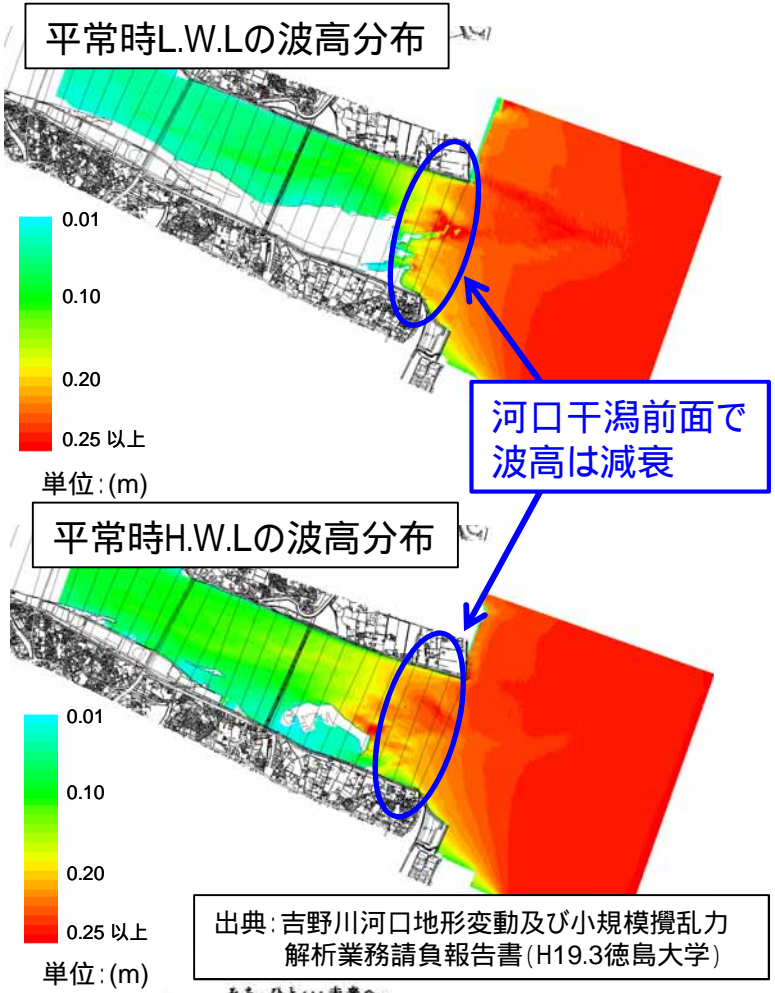 平常時L.W.Lの波高分布
0.01
0.10
0.20
0.25 以上
単位:(m)
河口干潟前面で
波高は減衰
平常時H.W.Lの波高分布
0.01
0.10
0.20
0.25 以上
単位:(m)
出典:吉野川河口地形変動及び小規模攪乱力
解析業務請負報告書(H19.3徳島大学)